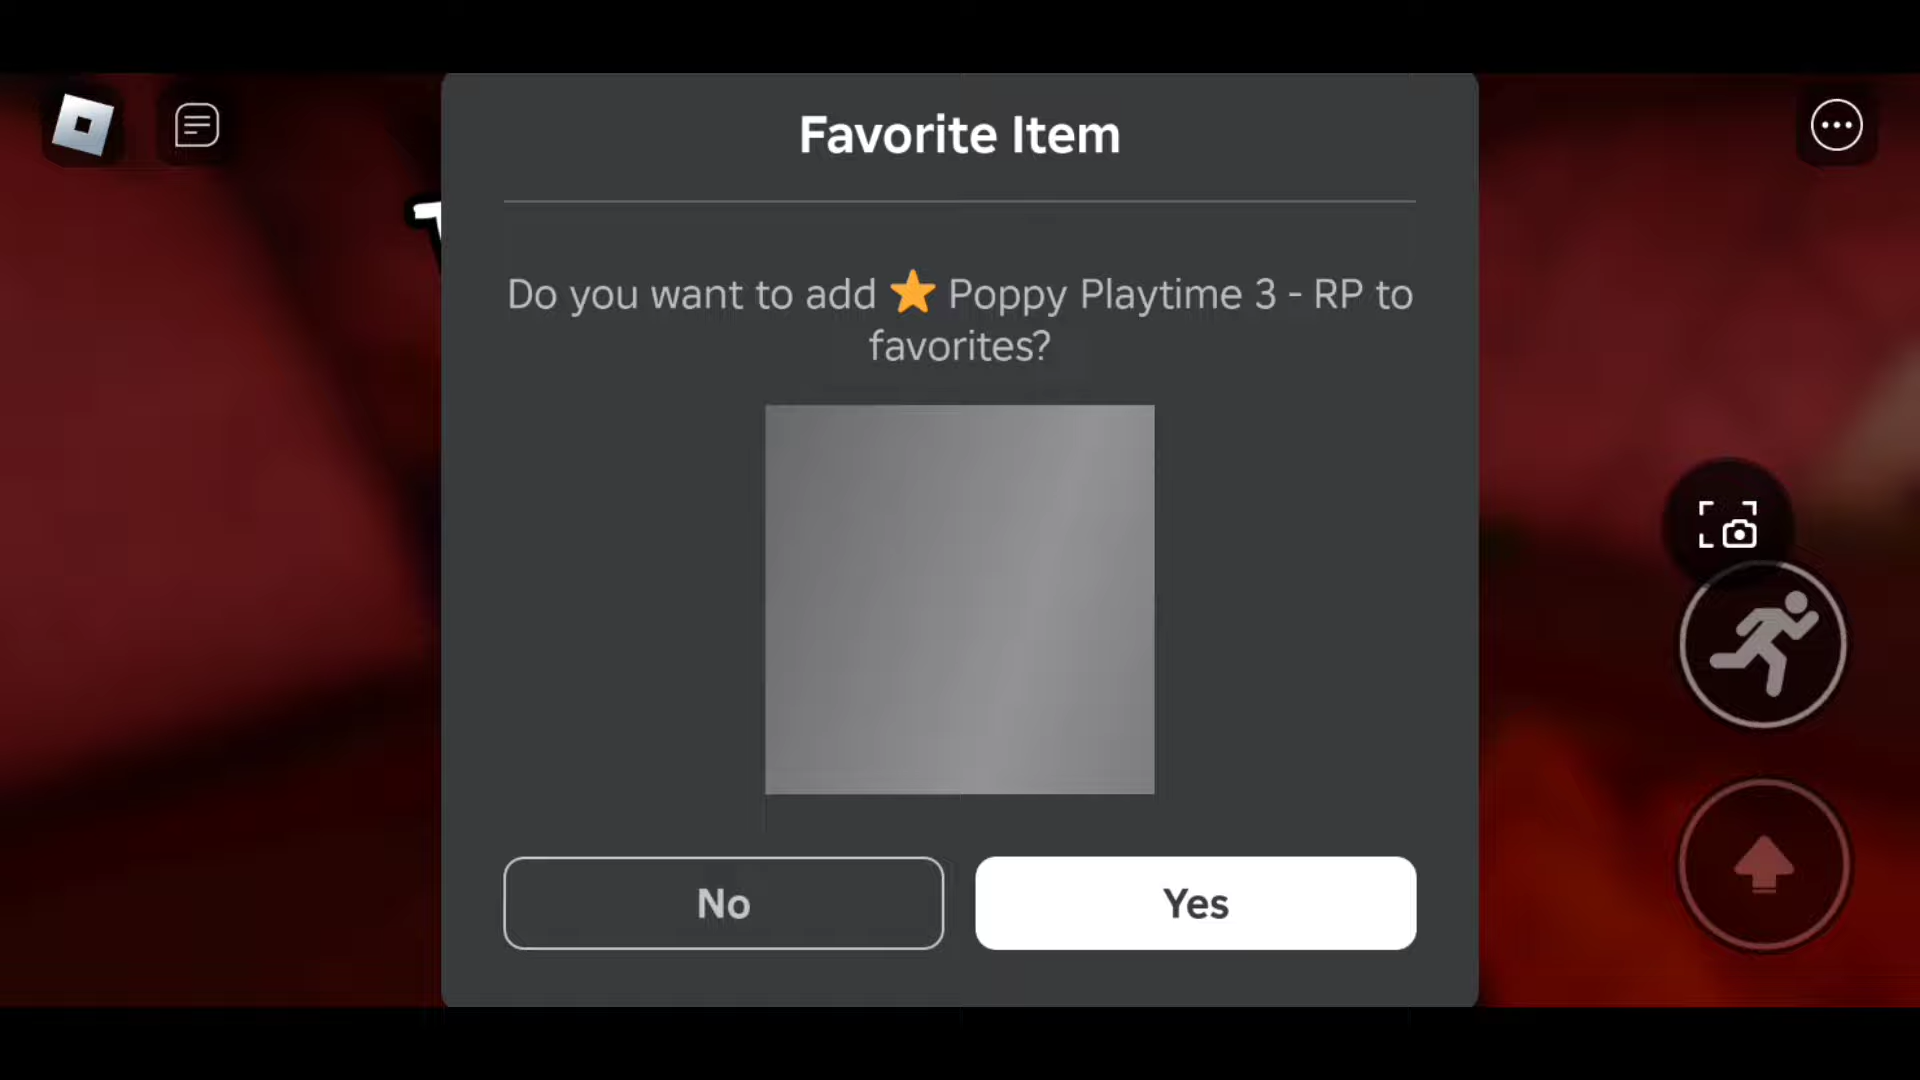 Favorite Item
Do you want to add ⭐ Poppy Playtime 3 - RP to
favorites?
No
Yes